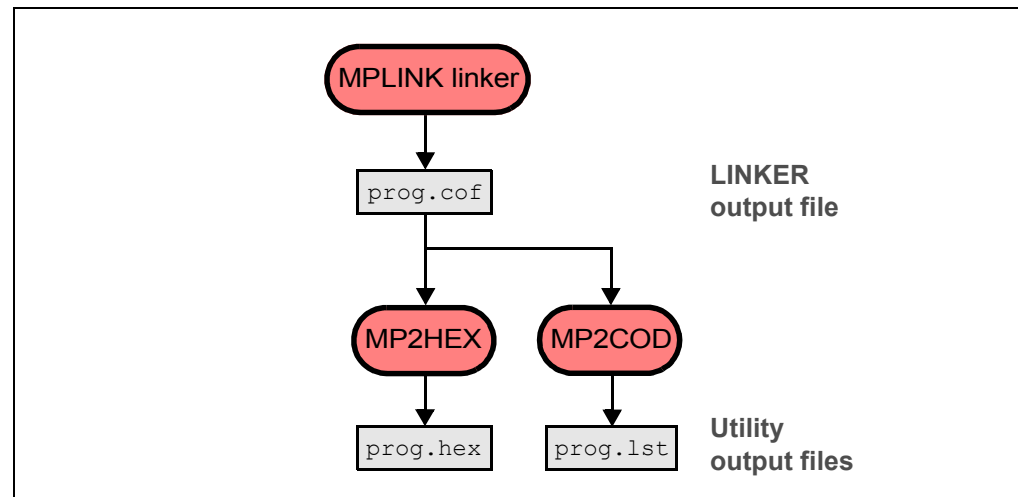 MPLINK linker
prog.cof
LINKER
output file
MP2HEX
MP2COD
prog.hex
prog.lst
Utility
output files